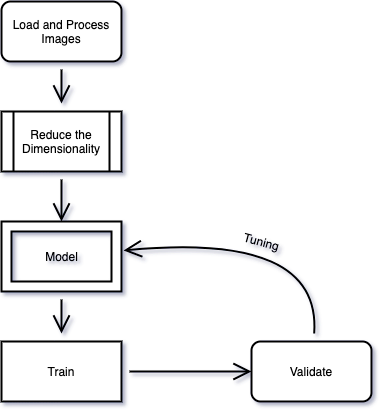 Load and Process
Images
Reduce the
Dimensionality
Tuning
Model
Train
Validate